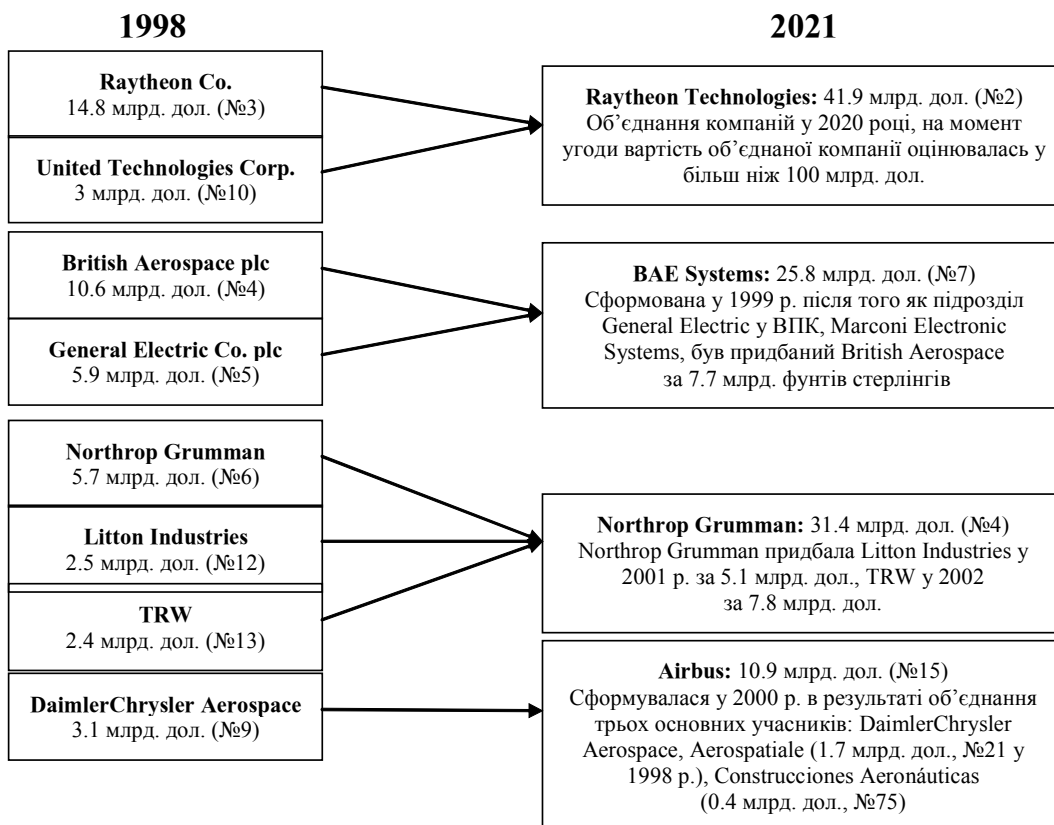 1998
2021
Raytheon Co.
14.8 млрд. дол. (№3)
United Technologies Corp.
3 млрд. дол. (№10)
Raytheon Technologies: 41.9 млрд. дол. (№2)
Об’єднання компаній у 2020 році, на момент
угоди вартість об’єднаної компанії оцінювалась у
більш ніж 100 млрд. дол.
British Aerospace plc
10.6 млрд. дол. (№4)
General Electric Co. plc
5.9 млрд. дол. (№5)
BAE Systems: 25.8 млрд. дол. (№7)
Сформована у 1999 р. після того як підрозділ
General Electric у ВПК, Marconi Electronic
Systems, був придбаний British Aerospace
за 7.7 млрд. фунтів стерлінгів
Northrop Grumman
5.7 млрд. дол. (№6)
Litton Industries
2.5 млрд. дол. (№12)
TRW
2.4 млрд. дол. (№13)
Northrop Grumman: 31.4 млрд. дол. (№4)
Northrop Grumman придбала Litton Industries у
2001 р. за 5.1 млрд. дол., TRW у 2002
за 7.8 млрд. дол.
DaimlerChrysler Aerospace
3.1 млрд. дол. (№9)
Airbus: 10.9 млрд. дол. (№15)
Сформувалася у 2000 р. в результаті об’єднання
трьох основних учасників: DaimlerChrysler
Aerospace, Aerospatiale (1.7 млрд. дол., №21 у
1998 р.), Construcciones Aeronáuticas
(0.4 млрд. дол., №75)